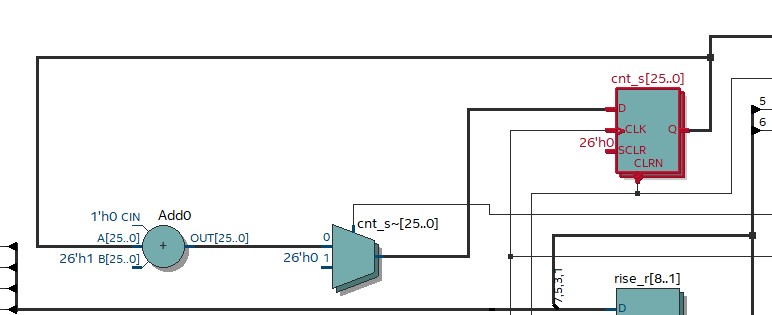 cnt_s[25..0]
D
5
CLK
Q
6
26'h0
SCLR
CLRN
1'h0 CIN
Add0
cnt_s~[25..0]
A[25..0]
+
OUT[25..0]
0
26'h1 B[25..0]
26'h0 1
7,5,3,1
rise_r[8..1]
D